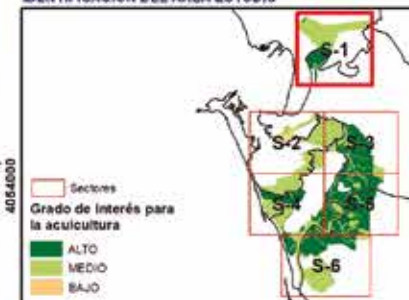 S-1
S-2
S-3
S-4
S-5
S-6
4054000
Sectores
Grado de interés para
la acuicultura
ALTO
MEDIO
BAJO